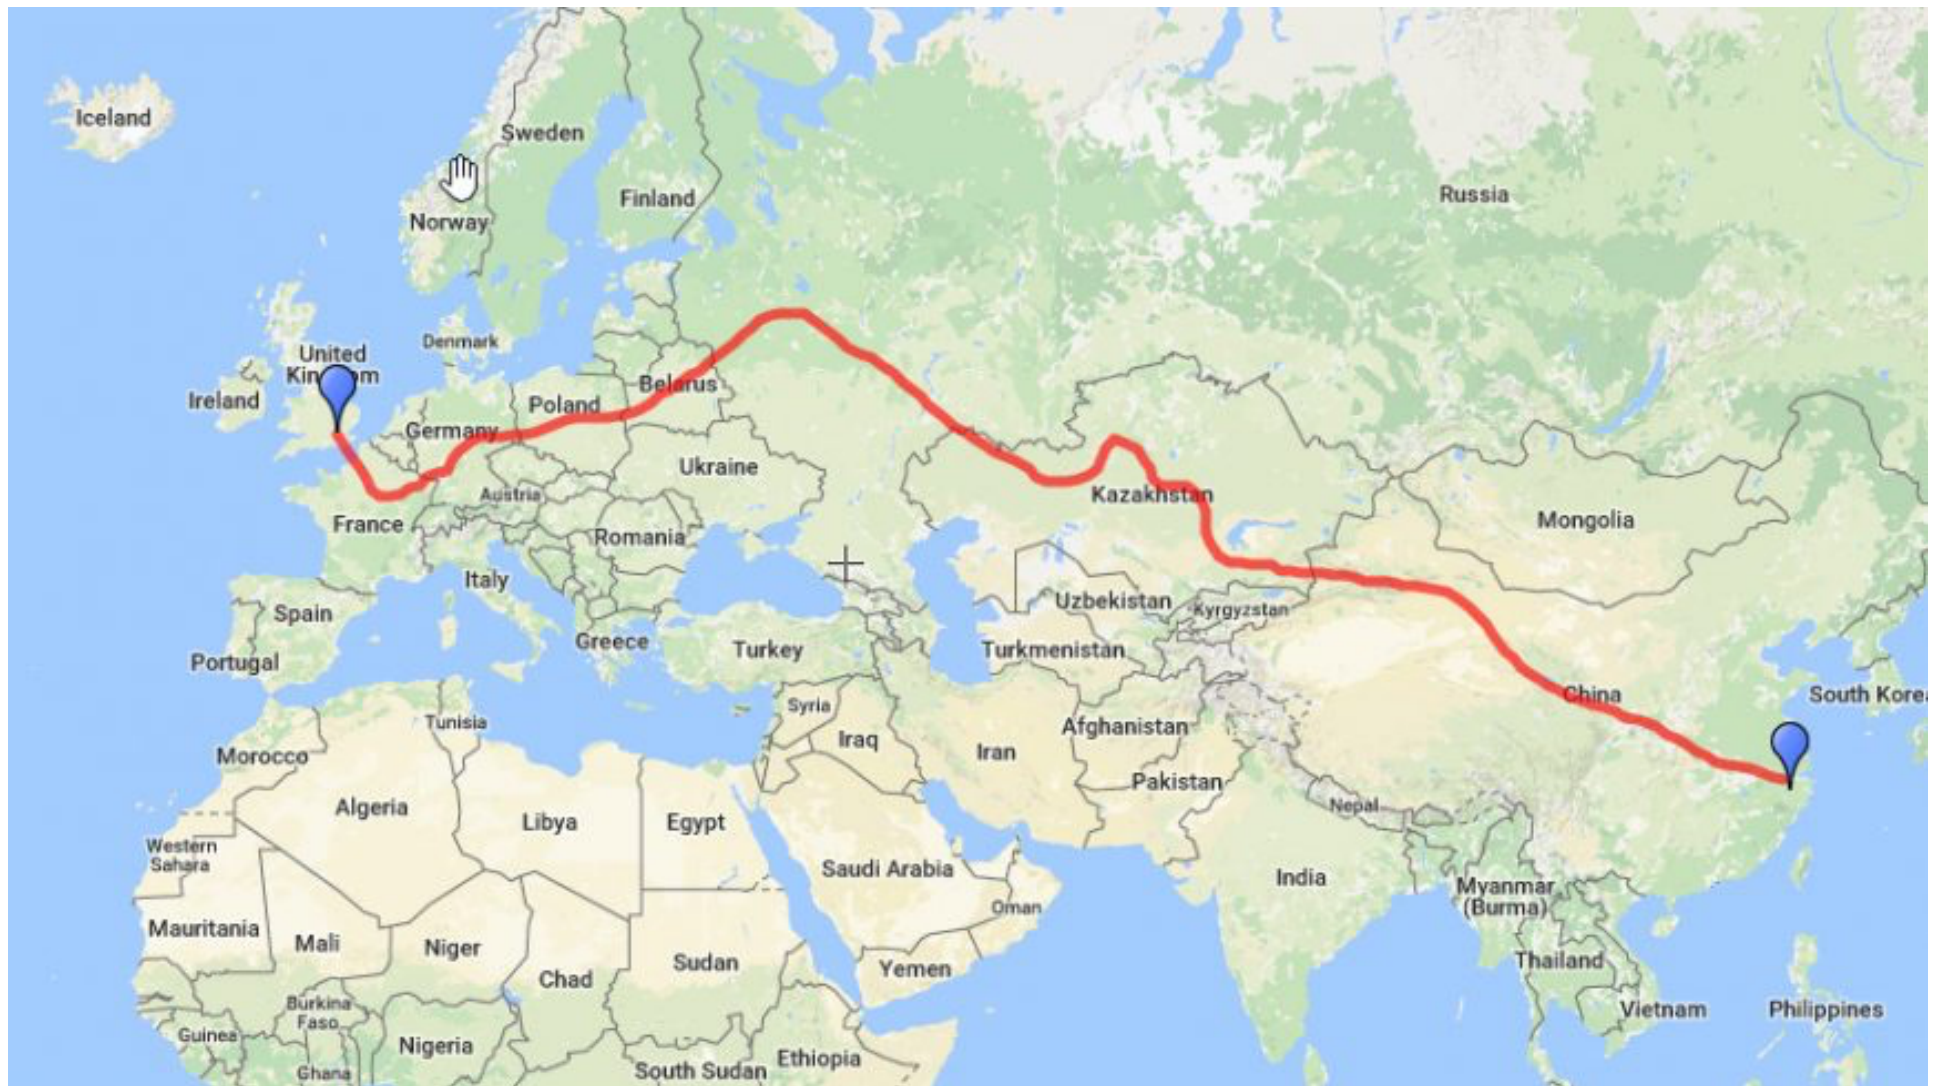 Iceland
Sweden
Finland
Norway
Russia
Denmark
United
Kingdom
Ireland
Belarus
Poland
Germany
Ukraine
Kazakhstan
Austria
France
Mongolia
Romania
Italy
Uzbekistan
Kyrgyzstan
Spain
Greece
Turkey
Turkmenistan
Portugal
China
South Kore
Syria
Tunisia
Afghanistan
Iraq
Iran
Morocco
Pakistan
Nepal
Algeria
Libya
Egypt
Western
Sahara
Saudi Arabia
India
Myanmar
(Burma)
Oman
Mauritania
Mali
Niger
Sudan
Thailand
Yemen
Chad
Burkina
Faso
Vietnam
Philippines
Guinea
Nigeria
Ethiopia
Ghana
South Sudan